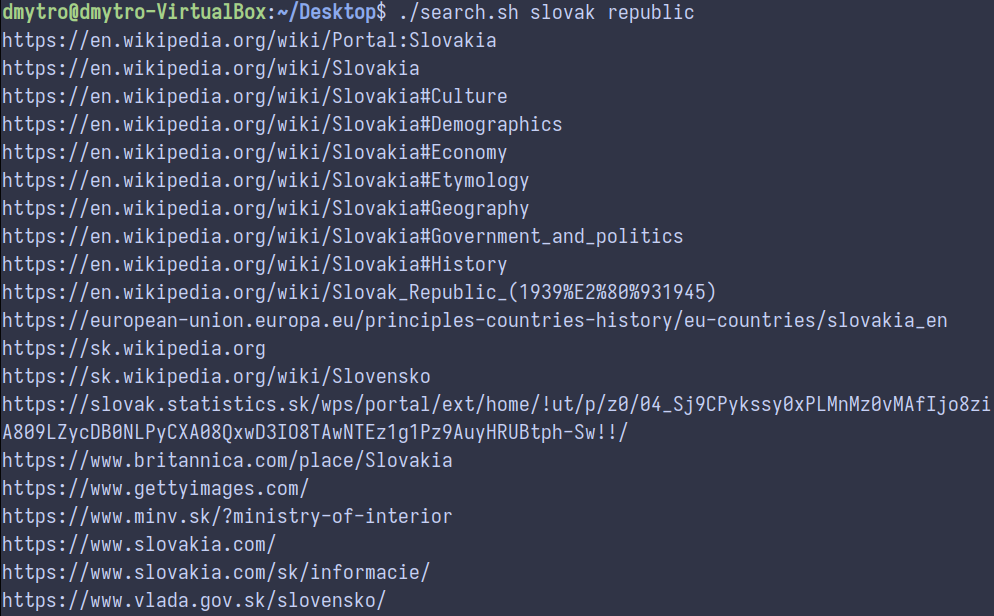 dmytro@dmytro-VirtualBox:~/Desktop$ ./search.sh slovak republic
https://en.wikipedia.org/wiki/Portal:Slovakia
https://en.wikipedia.org/wiki/Slovakia
https://en.wikipedia.org/wiki/Slovakia#Culture
https://en.wikipedia.org/wiki/Slovakia#Demographics
https://en.wikipedia.org/wiki/Slovakia#Economy
https://en.wikipedia.org/wiki/Slovakia#Etymology
https://en.wikipedia.org/wiki/Slovakia#Geography
https://en.wikipedia.org/wiki/Slovakia#Government_and_politics
https://en.wikipedia.org/wiki/Slovakia#History
https://en.wikipedia.org/wiki/Slovak_Republic_(1939%E2%80%931945)
https://european-union.europa.eu/principles-countries-history/eu-countries/slovakia_en
https://sk.wikipedia.org
https://sk.wikipedia.org/wiki/Slovensko
https://slovak.statistics.sk/wps/portal/ext/home/!ut/p/z0/04_Sj9CPykssy0xPLMnMz0vMAfIjo8zi
A809LZycDB0NLPyCXA08QxwD3IO8TAwNTEz1g1Pz9AuyHRUBtph-Sw!!/
https://www.britannica.com/place/Slovakia
https://www.gettyimages.com/
https://www.minv.sk/?ministry-of-interior
https://www.slovakia.com/
https://www.slovakia.com/sk/informacie/
https://www.vlada.gov.sk/slovensko/